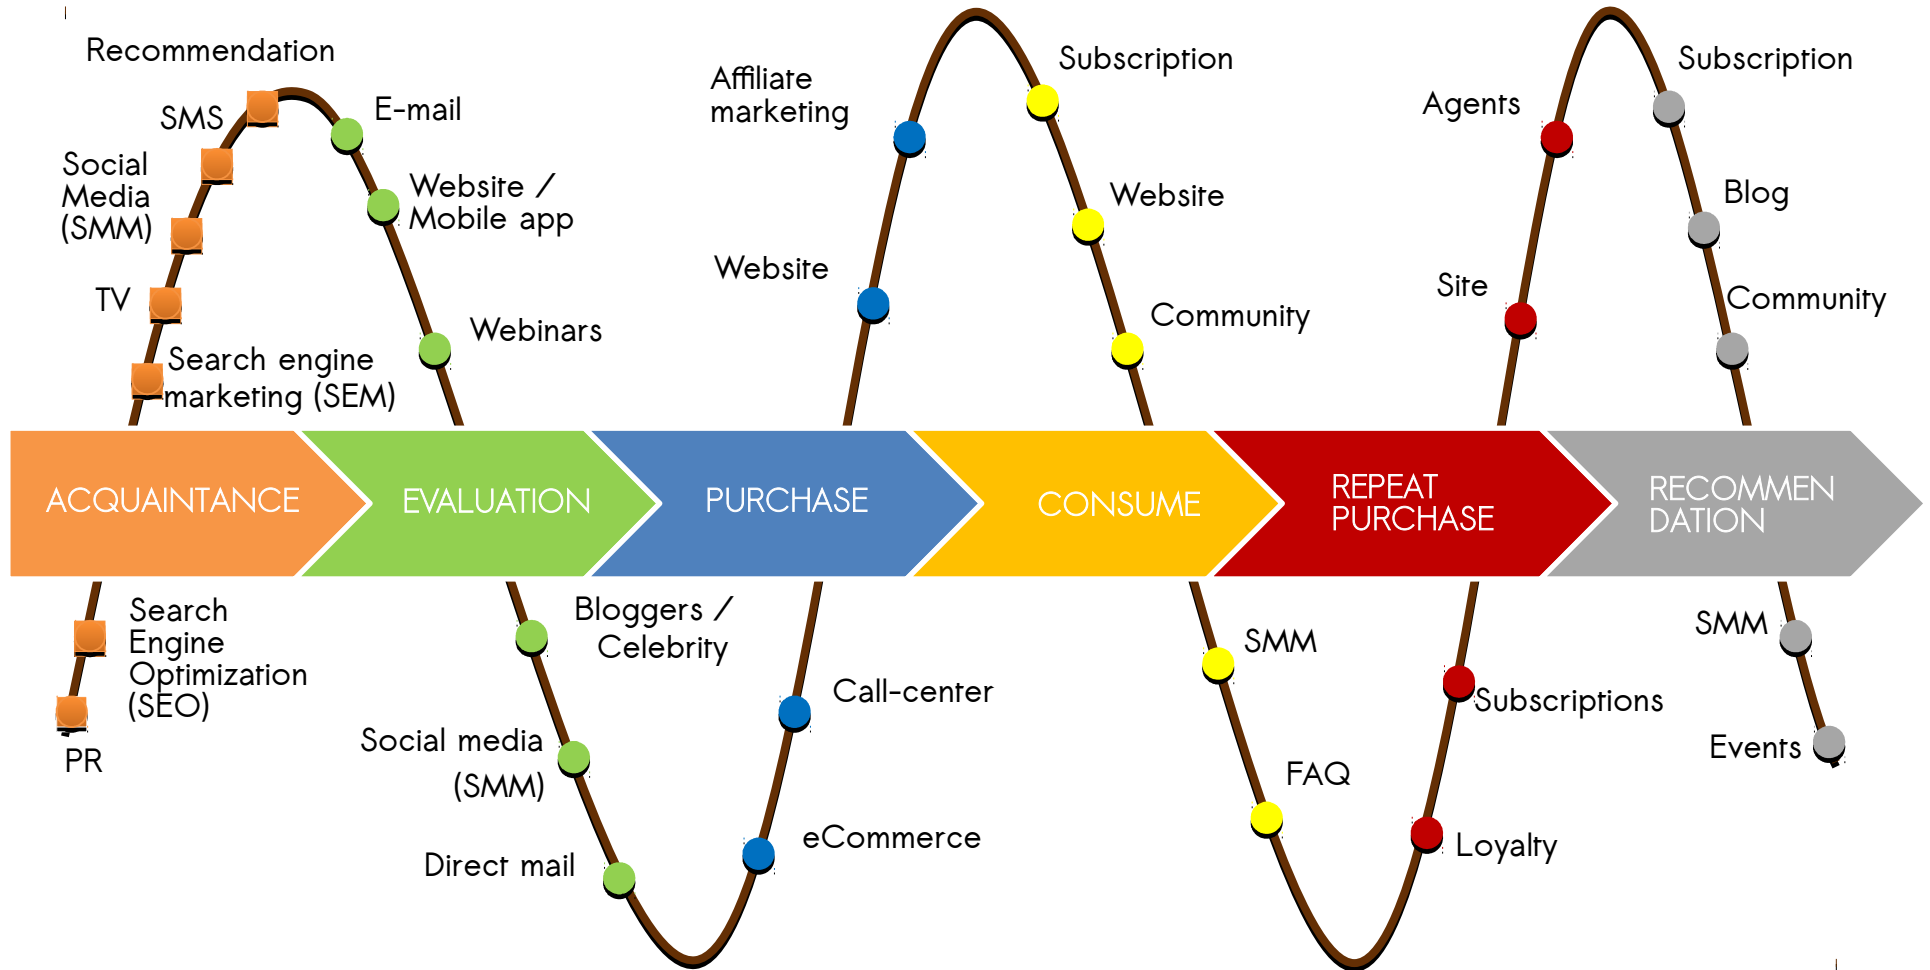 Recommendation
SMS
Social
Media
(SMM)
TV
Search engine
marketing (SEM)
E-mail
Website /
Mobile app
Webinars
Affiliate
marketing
Website
Subscription
Website
Community
Agents
Site
Subscription
Blog
Community
ACQUAINTANCE
EVALUATION
PURCHASE
CONSUME
REPEAT
PURCHASE
RECOMMEN
DATION
Search
Engine
Optimization
(SEO)
PR
Bloggers /
Celebrity
Social media
(SMM)
Direct mail
Call-center
eCommerce
SMM
FAQ
Subscriptions
Loyalty
SMM
Events